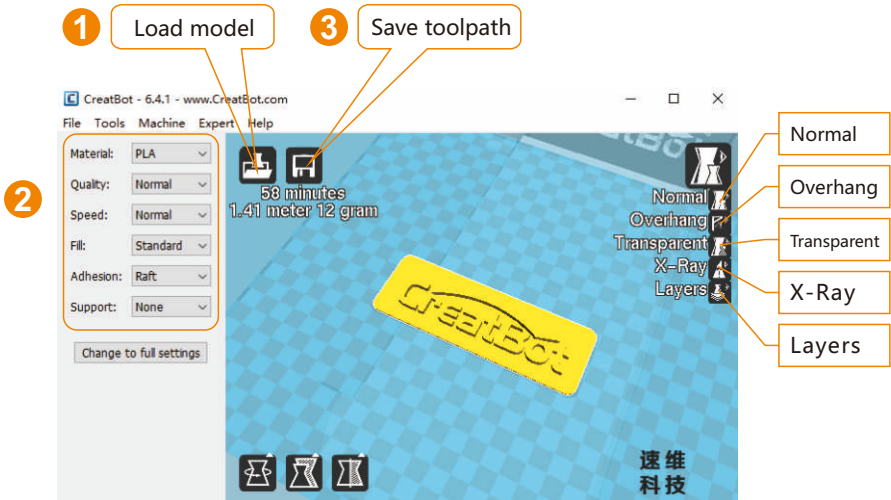 1 Load model
3 Save toolpath
CreatBot - 6.4.1 - www.CreatBot.com
File Tools Machine Expert Help
2
Material: PLA
Quality: Normal
Speed: Normal
Fill: Standard
Adhesion: Raft
Support: None
Change to full settings
58 minutes
1.41 meter 12 gram
CreatBot
Normal
Overhang
Transparent
X-Ray
Layers
Normal
Overhang
Transparent
X-Ray
Layers
速维
科技